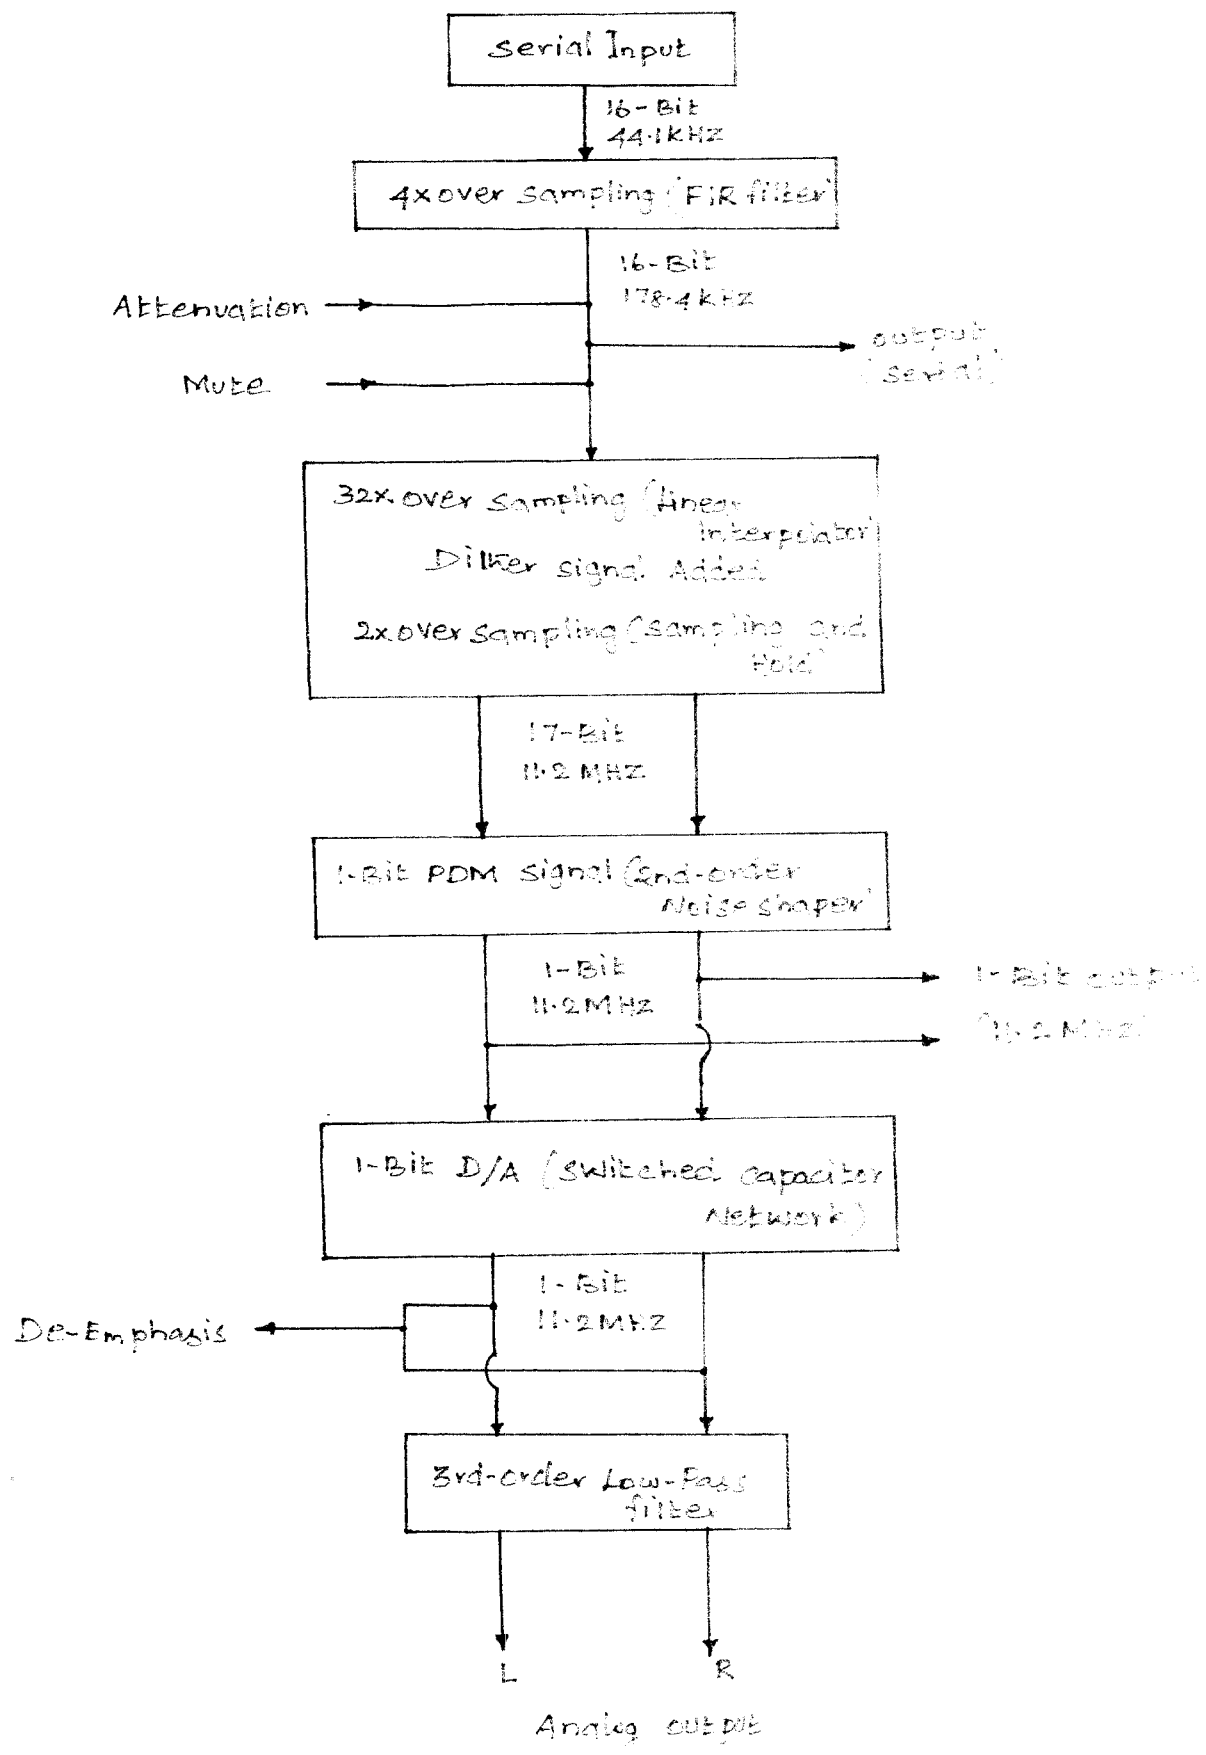 Serial Input
16-Bit
44.1KHZ
4x over sampling (FIR filter)
16-Bit
178.4KHZ
Attenuation
output
(serial)
Mute
32x over sampling (Linear
Interpolator)
Dither signal Added
2x over sampling (sampling and
Hold)
17-Bit
11.2 MHZ
1-Bit PDM Signal (2nd-order
Noise shaper)
1-Bit
11.2MHZ
1-Bit output
(11.2 MHZ)
1-Bit D/A (switched capacitor
Network)
1-Bit
11.2MHZ
De-Emphasis
3rd-order Low-Pass
filter
L
R
Analog output